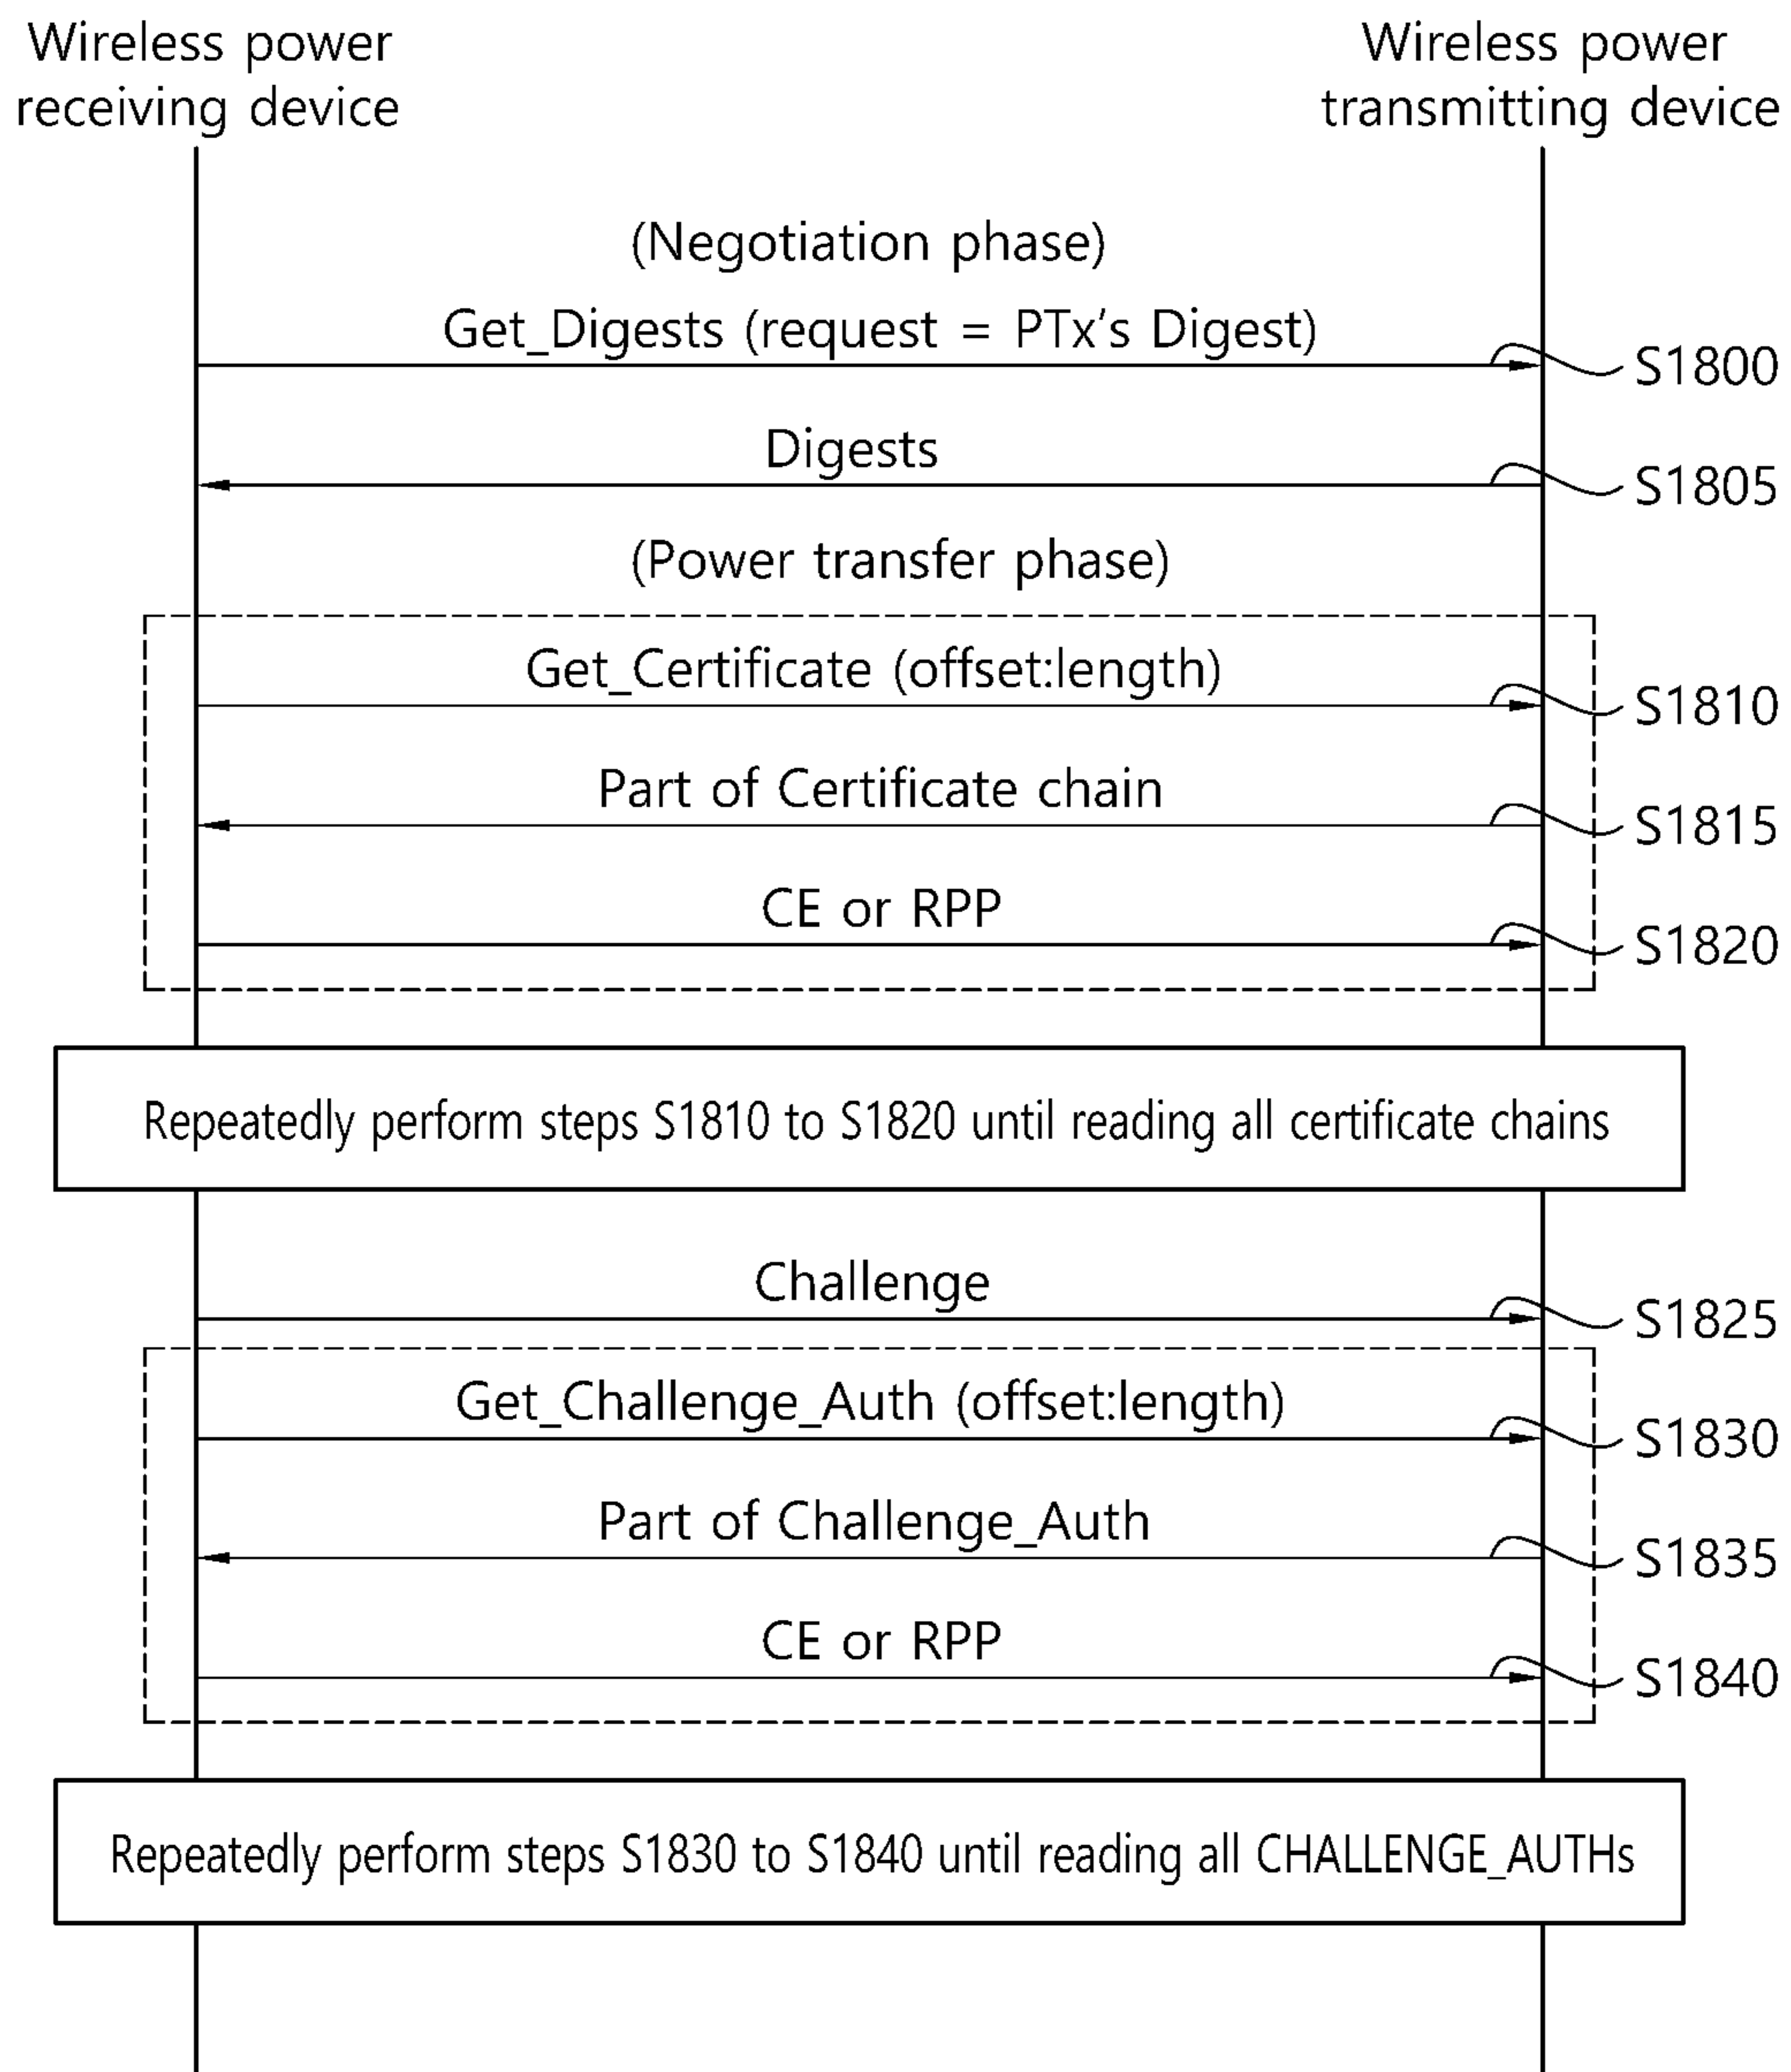 Wireless power
receiving device
Wireless power
transmitting device
(Negotiation phase)
Get_Digests (request = PTx's Digest)
S1800
Digests
S1805
(Power transfer phase)
Get_Certificate (offset:length)
S1810
Part of Certificate chain
S1815
CE or RPP
S1820
Repeatedly perform steps S1810 to S1820 until reading all certificate chains
Challenge
S1825
Get_Challenge_Auth (offset:length)
S1830
Part of Challenge_Auth
S1835
CE or RPP
S1840
Repeatedly perform steps S1830 to S1840 until reading all CHALLENGE_AUTHs